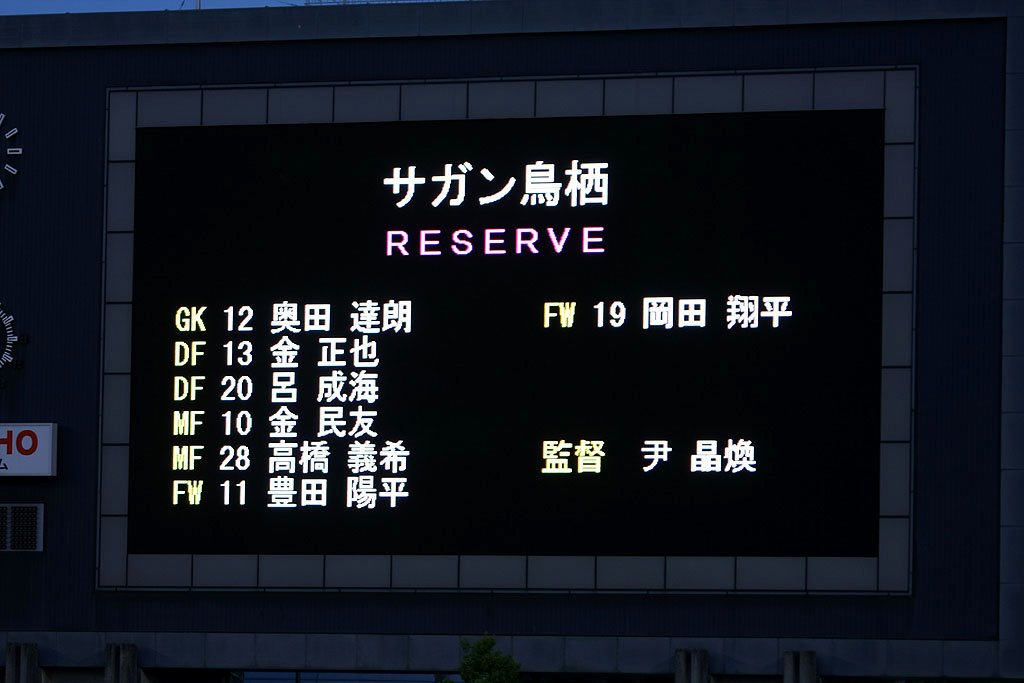 サガン鳥栖
RESERVE
GK 12 奥田 達朗
DF 13 金 正也
DF 20 呂 成海
MF 10 金 民友
MF 28 高橋 義希
FW 11 豊田 陽平
FW 19 岡田 翔平
監督 尹 晶煥
HO
ム